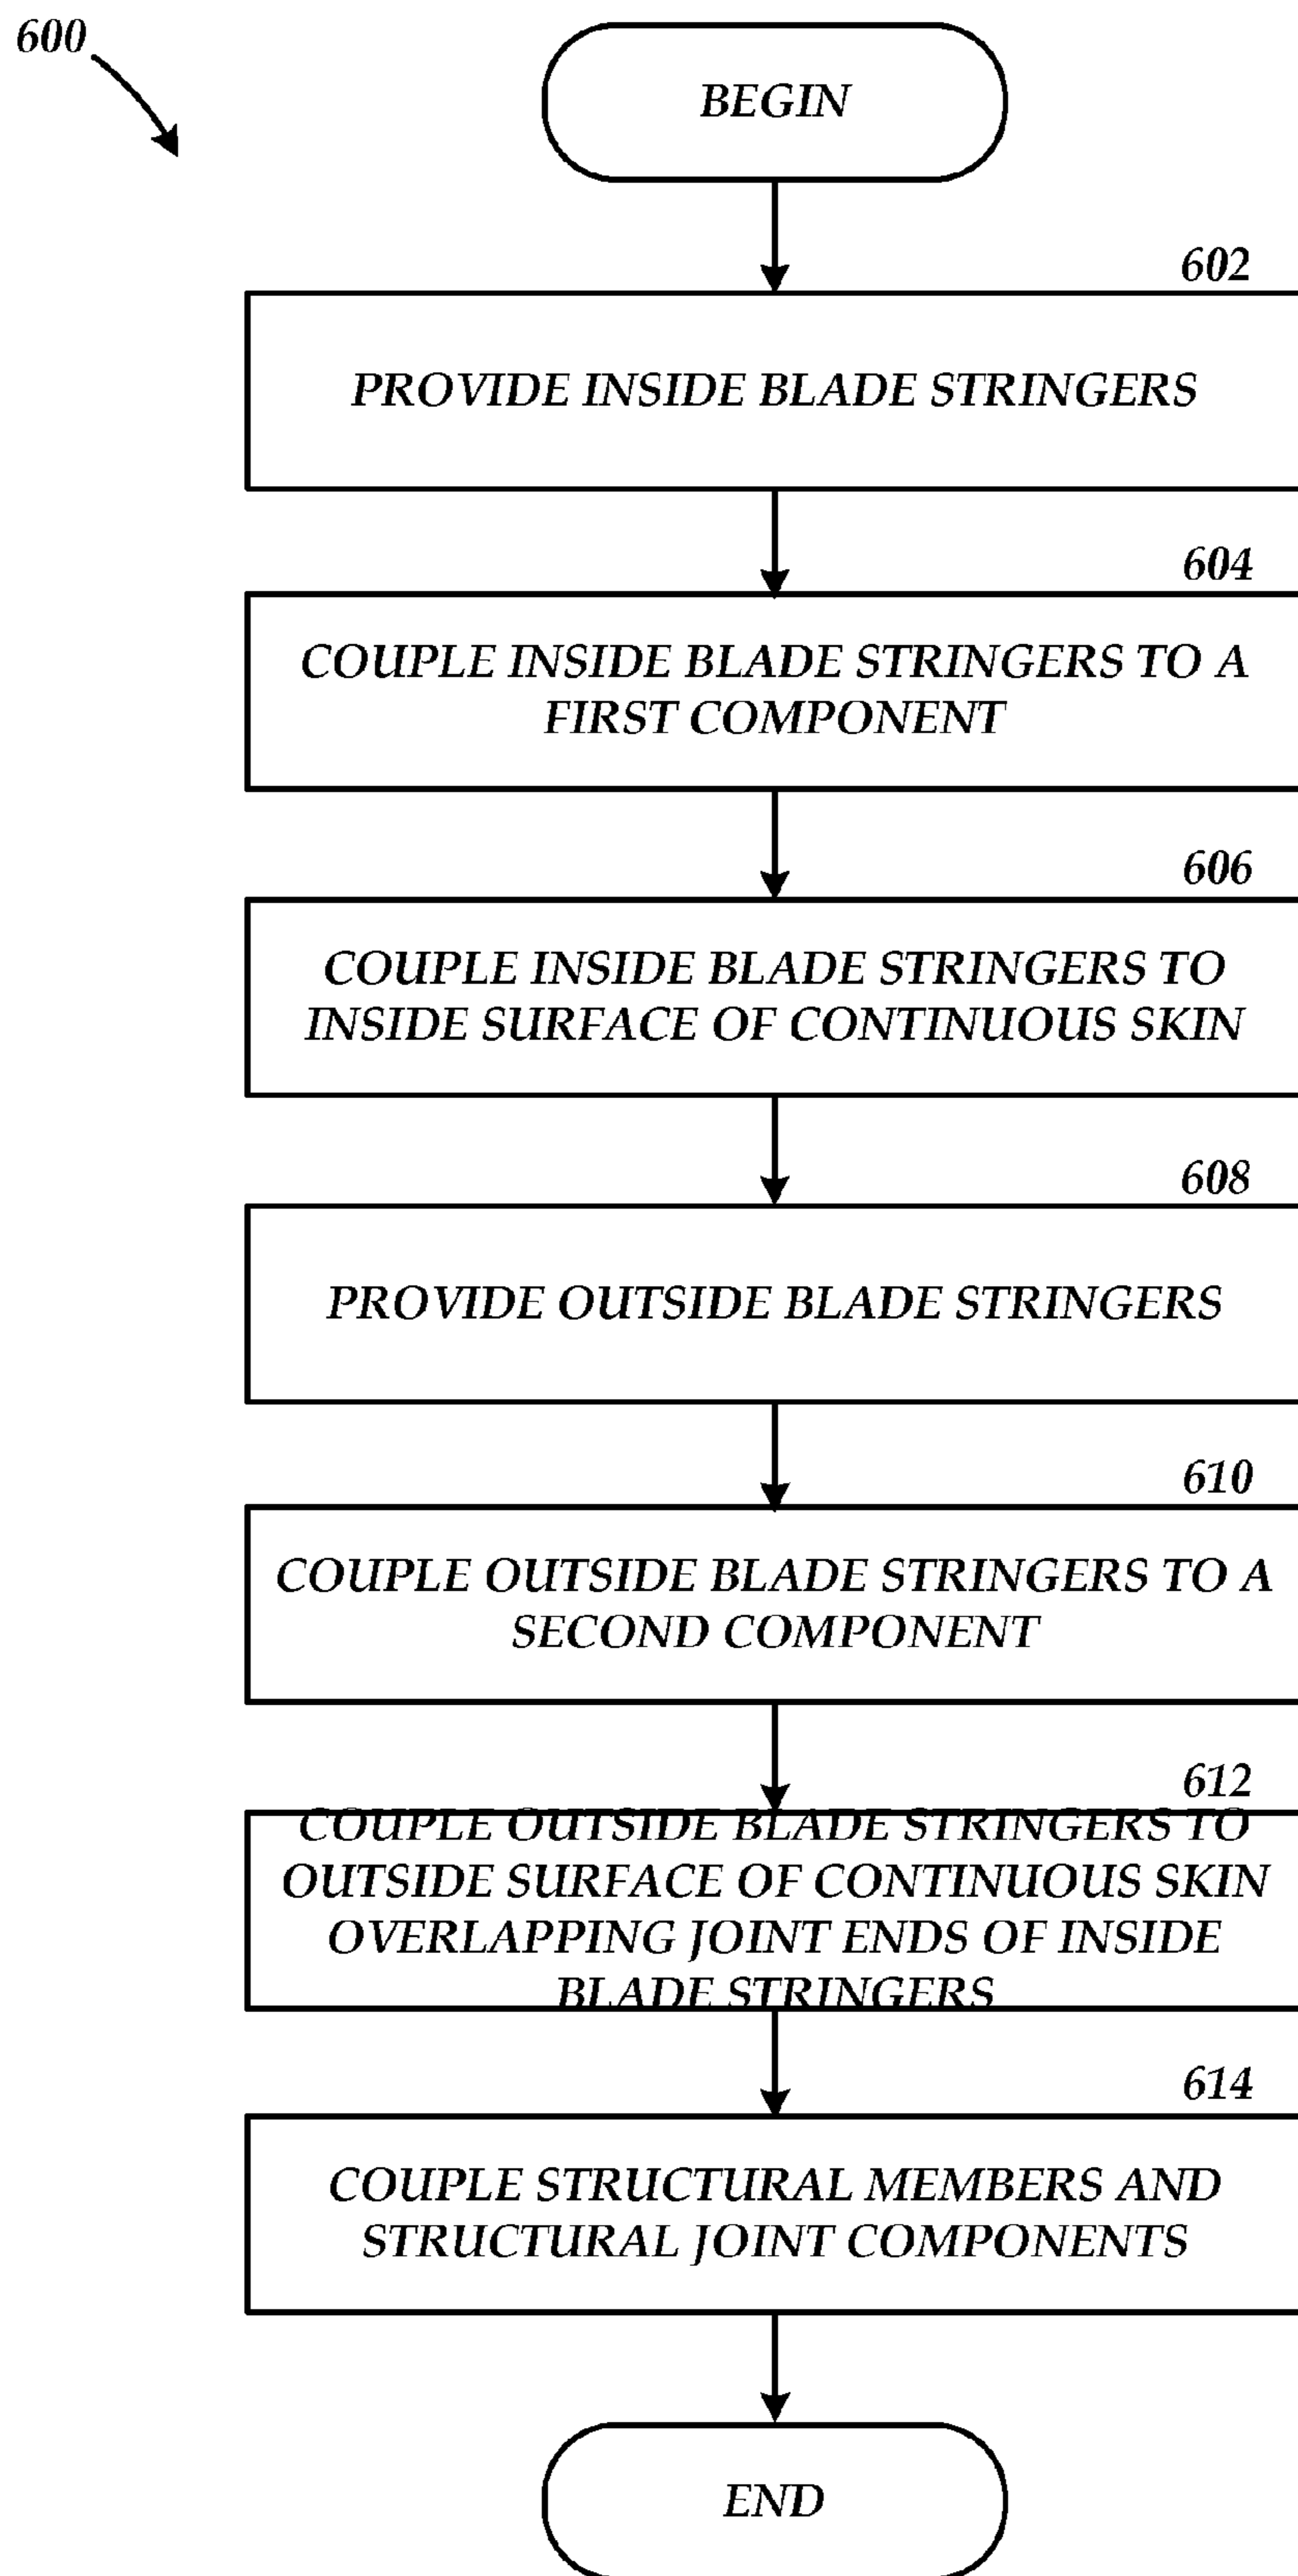 600
BEGIN
602
PROVIDE INSIDE BLADE STRINGERS
604
COUPLE INSIDE BLADE STRINGERS TO A
FIRST COMPONENT
606
COUPLE INSIDE BLADE STRINGERS TO
INSIDE SURFACE OF CONTINUOUS SKIN
608
PROVIDE OUTSIDE BLADE STRINGERS
610
COUPLE OUTSIDE BLADE STRINGERS TO A
SECOND COMPONENT
612
COUPLE OUTSIDE BLADE STRINGERS TO
OUTSIDE SURFACE OF CONTINUOUS SKIN
OVERLAPPING JOINT ENDS OF INSIDE
BLADE STRINGERS
614
COUPLE STRUCTURAL MEMBERS AND
STRUCTURAL JOINT COMPONENTS
END